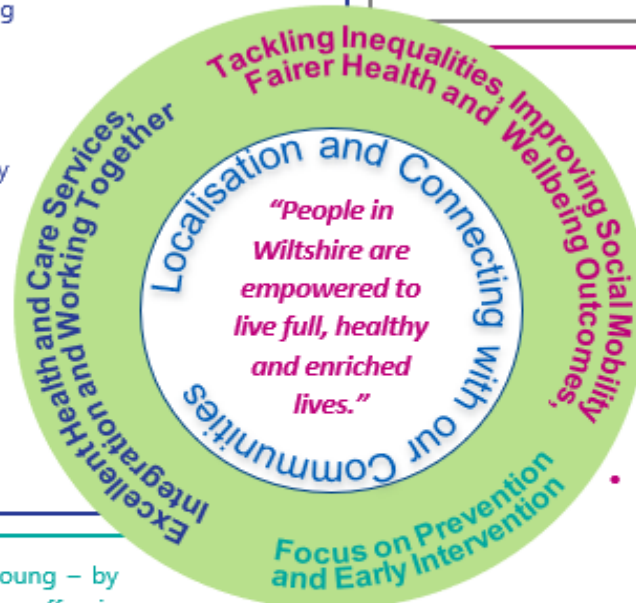 ng
y
Tackling Inequalities, Improving Social Mobility
Fairer Health and Wellbeing Outcomes,
Excellent Health and Care Services,
Integration and Working Together
Localisation and Connecting with our Communities
“People in
Wiltshire are
empowered to
live full, healthy
and enriched
lives.”
Focus on Prevention
and Early Intervention
•
oung – by